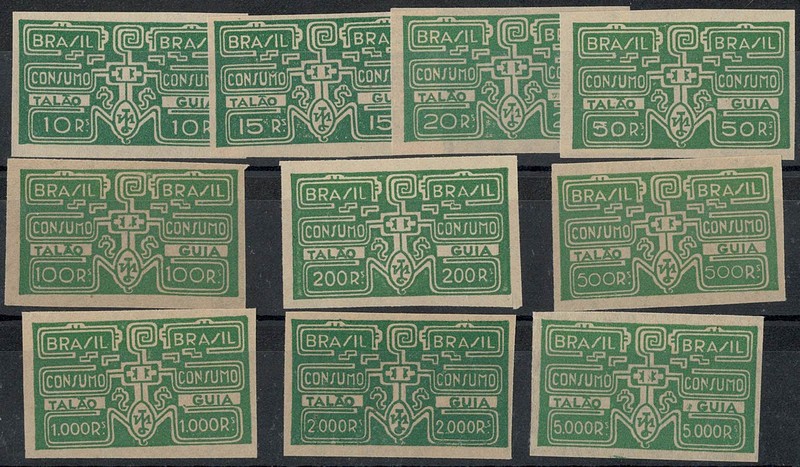 BRASIL BRASIL
CONSUMO CONSUMO
TALÃO GUIA
10 Rs 10 R
BRASIL BRASIL
CONSUMO CONSUMO
TALÃO
15 Rs 15
BRASIL BRASIL
CONSUMO CONSUMO
TALÃO
20 Rs 2
BRASIL BRASIL
CONSUMO CONSUMO
TALÃO GUIA
50 Rs 50 Rs
BRASIL BRASIL
CONSUMO CONSUMO
TALÃO GUIA
100 Rs 100 Rs
BRASIL BRASIL
CONSUMO CONSUMO
TALÃO GUIA
200 Rs 200 Rs
BRASIL BRASIL
CONSUMO CONSUMO
TALÃO GUIA
500 Rs 500 Rs
BRASIL BRASIL
CONSUMO CONSUMO
TALÃO GUIA
1.000 Rs 1.000 Rs
BRASIL BRASIL
CONSUMO CONSUMO
TALÃO GUIA
2.000 Rs 2.000 Rs
BRASIL BRASIL
CONSUMO CONSUMO
TALÃO GUIA
5.000 Rs 5.000 Rs